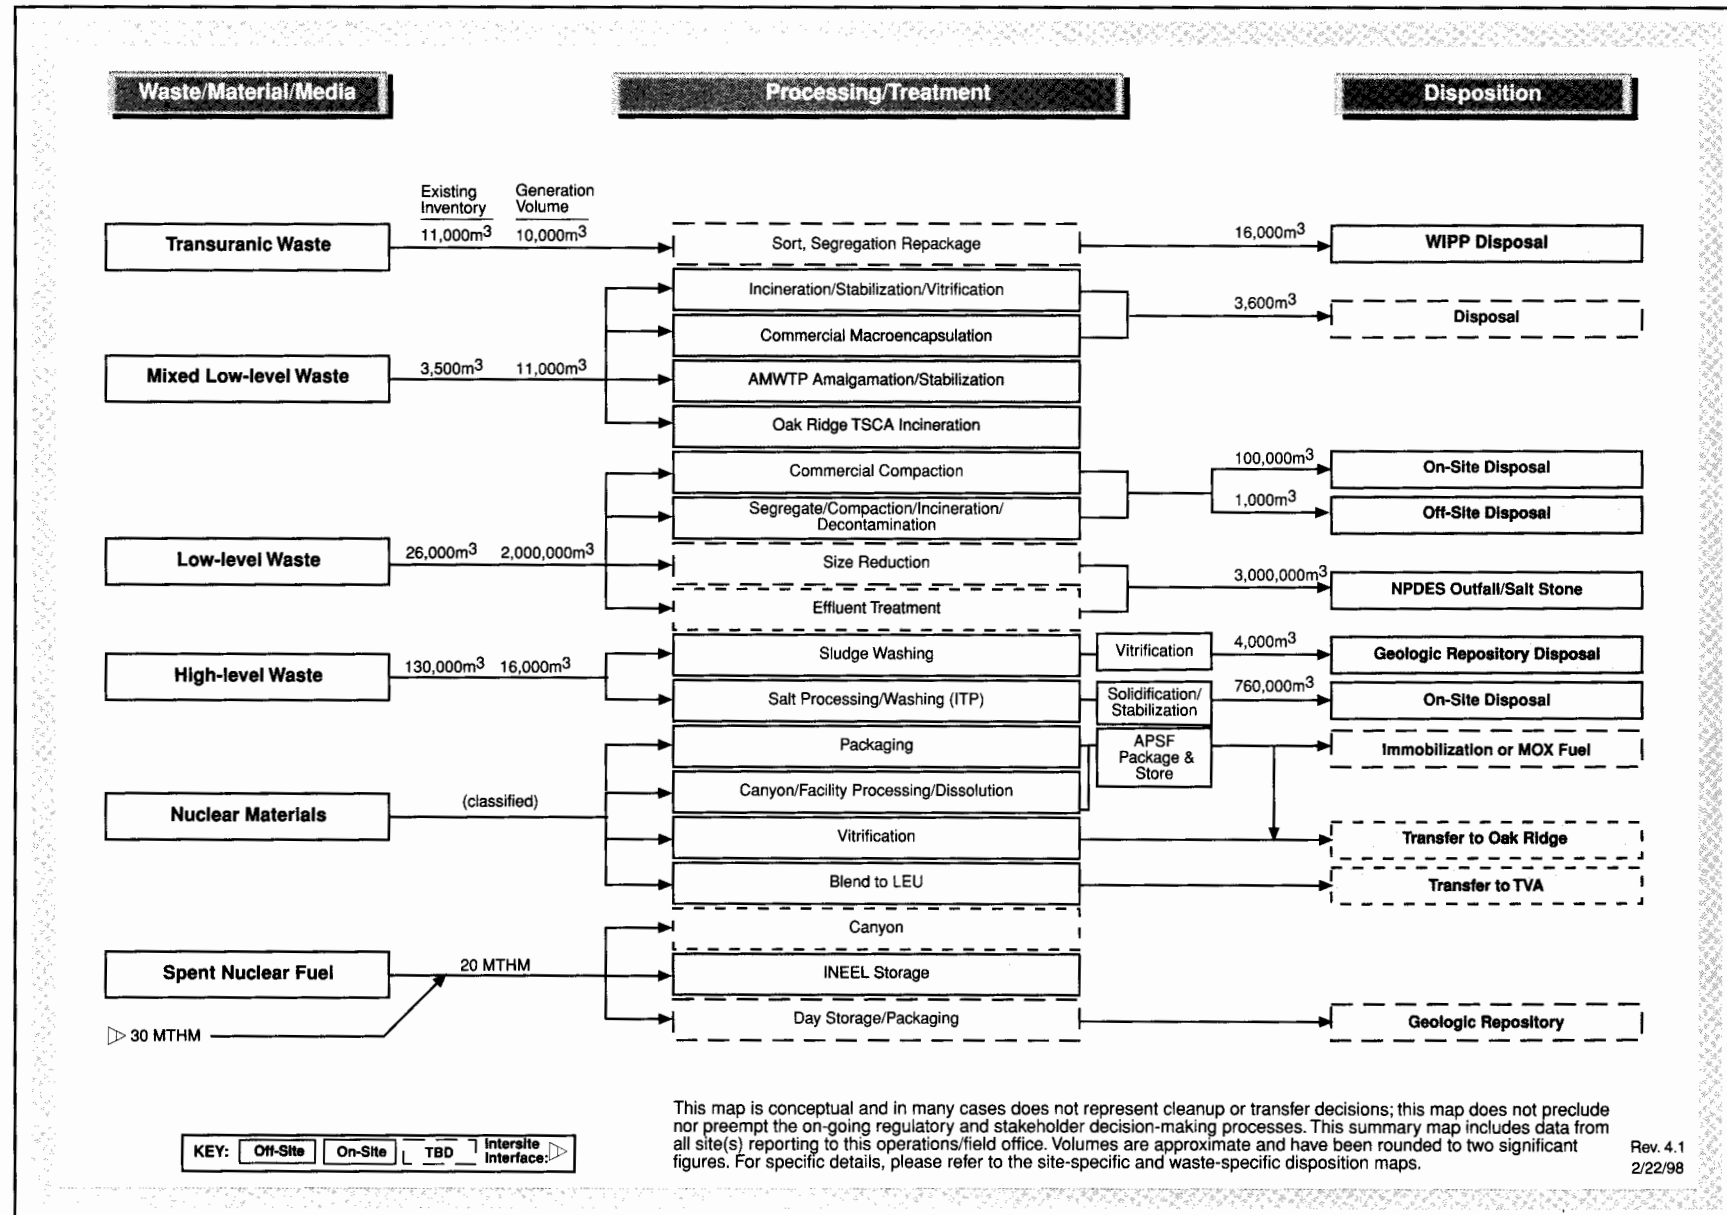 Waste/Material/Media
Processing/Treatment
Disposition
Existing
Inventory
Generation
Volume
Transuranic Waste
11,000m³
10,000m³
Sort, Segregation Repackage
16,000m³
WIPP Disposal
Incineration/Stabilization/Vitrification
3,600m³
Disposal
Commercial Macroencapsulation
Mixed Low-level Waste
3,500m³
11,000m³
AMWTP Amalgamation/Stabilization
Oak Ridge TSCA Incineration
Commercial Compaction
100,000m³
On-Site Disposal
Segregate/Compaction/Incineration/
Decontamination
1,000m³
Off-Site Disposal
Low-level Waste
26,000m³
2,000,000m³
Size Reduction
3,000,000m³
NPDES Outfall/Salt Stone
Effluent Treatment
High-level Waste
130,000m³
16,000m³
Sludge Washing
Vitrification
4,000m³
Geologic Repository Disposal
Salt Processing/Washing (ITP)
Solidification/
Stabilization
760,000m³
On-Site Disposal
Packaging
APSF
Package &
Store
Immobilization or MOX Fuel
Nuclear Materials
(classified)
Canyon/Facility Processing/Dissolution
Vitrification
Transfer to Oak Ridge
Blend to LEU
Transfer to TVA
Canyon
Spent Nuclear Fuel
20 MTHM
INEEL Storage
30 MTHM
Day Storage/Packaging
Geologic Repository
This map is conceptual and in many cases does not represent cleanup or transfer decisions; this map does not preclude
nor preempt the on-going regulatory and stakeholder decision-making processes. This summary map includes data from
all site(s) reporting to this operations/field office. Volumes are approximate and have been rounded to two significant
figures. For specific details, please refer to the site-specific and waste-specific disposition maps.
KEY:
Off-Site
On-Site
TBD
Intersite
Interface:
Rev. 4.1
2/22/98